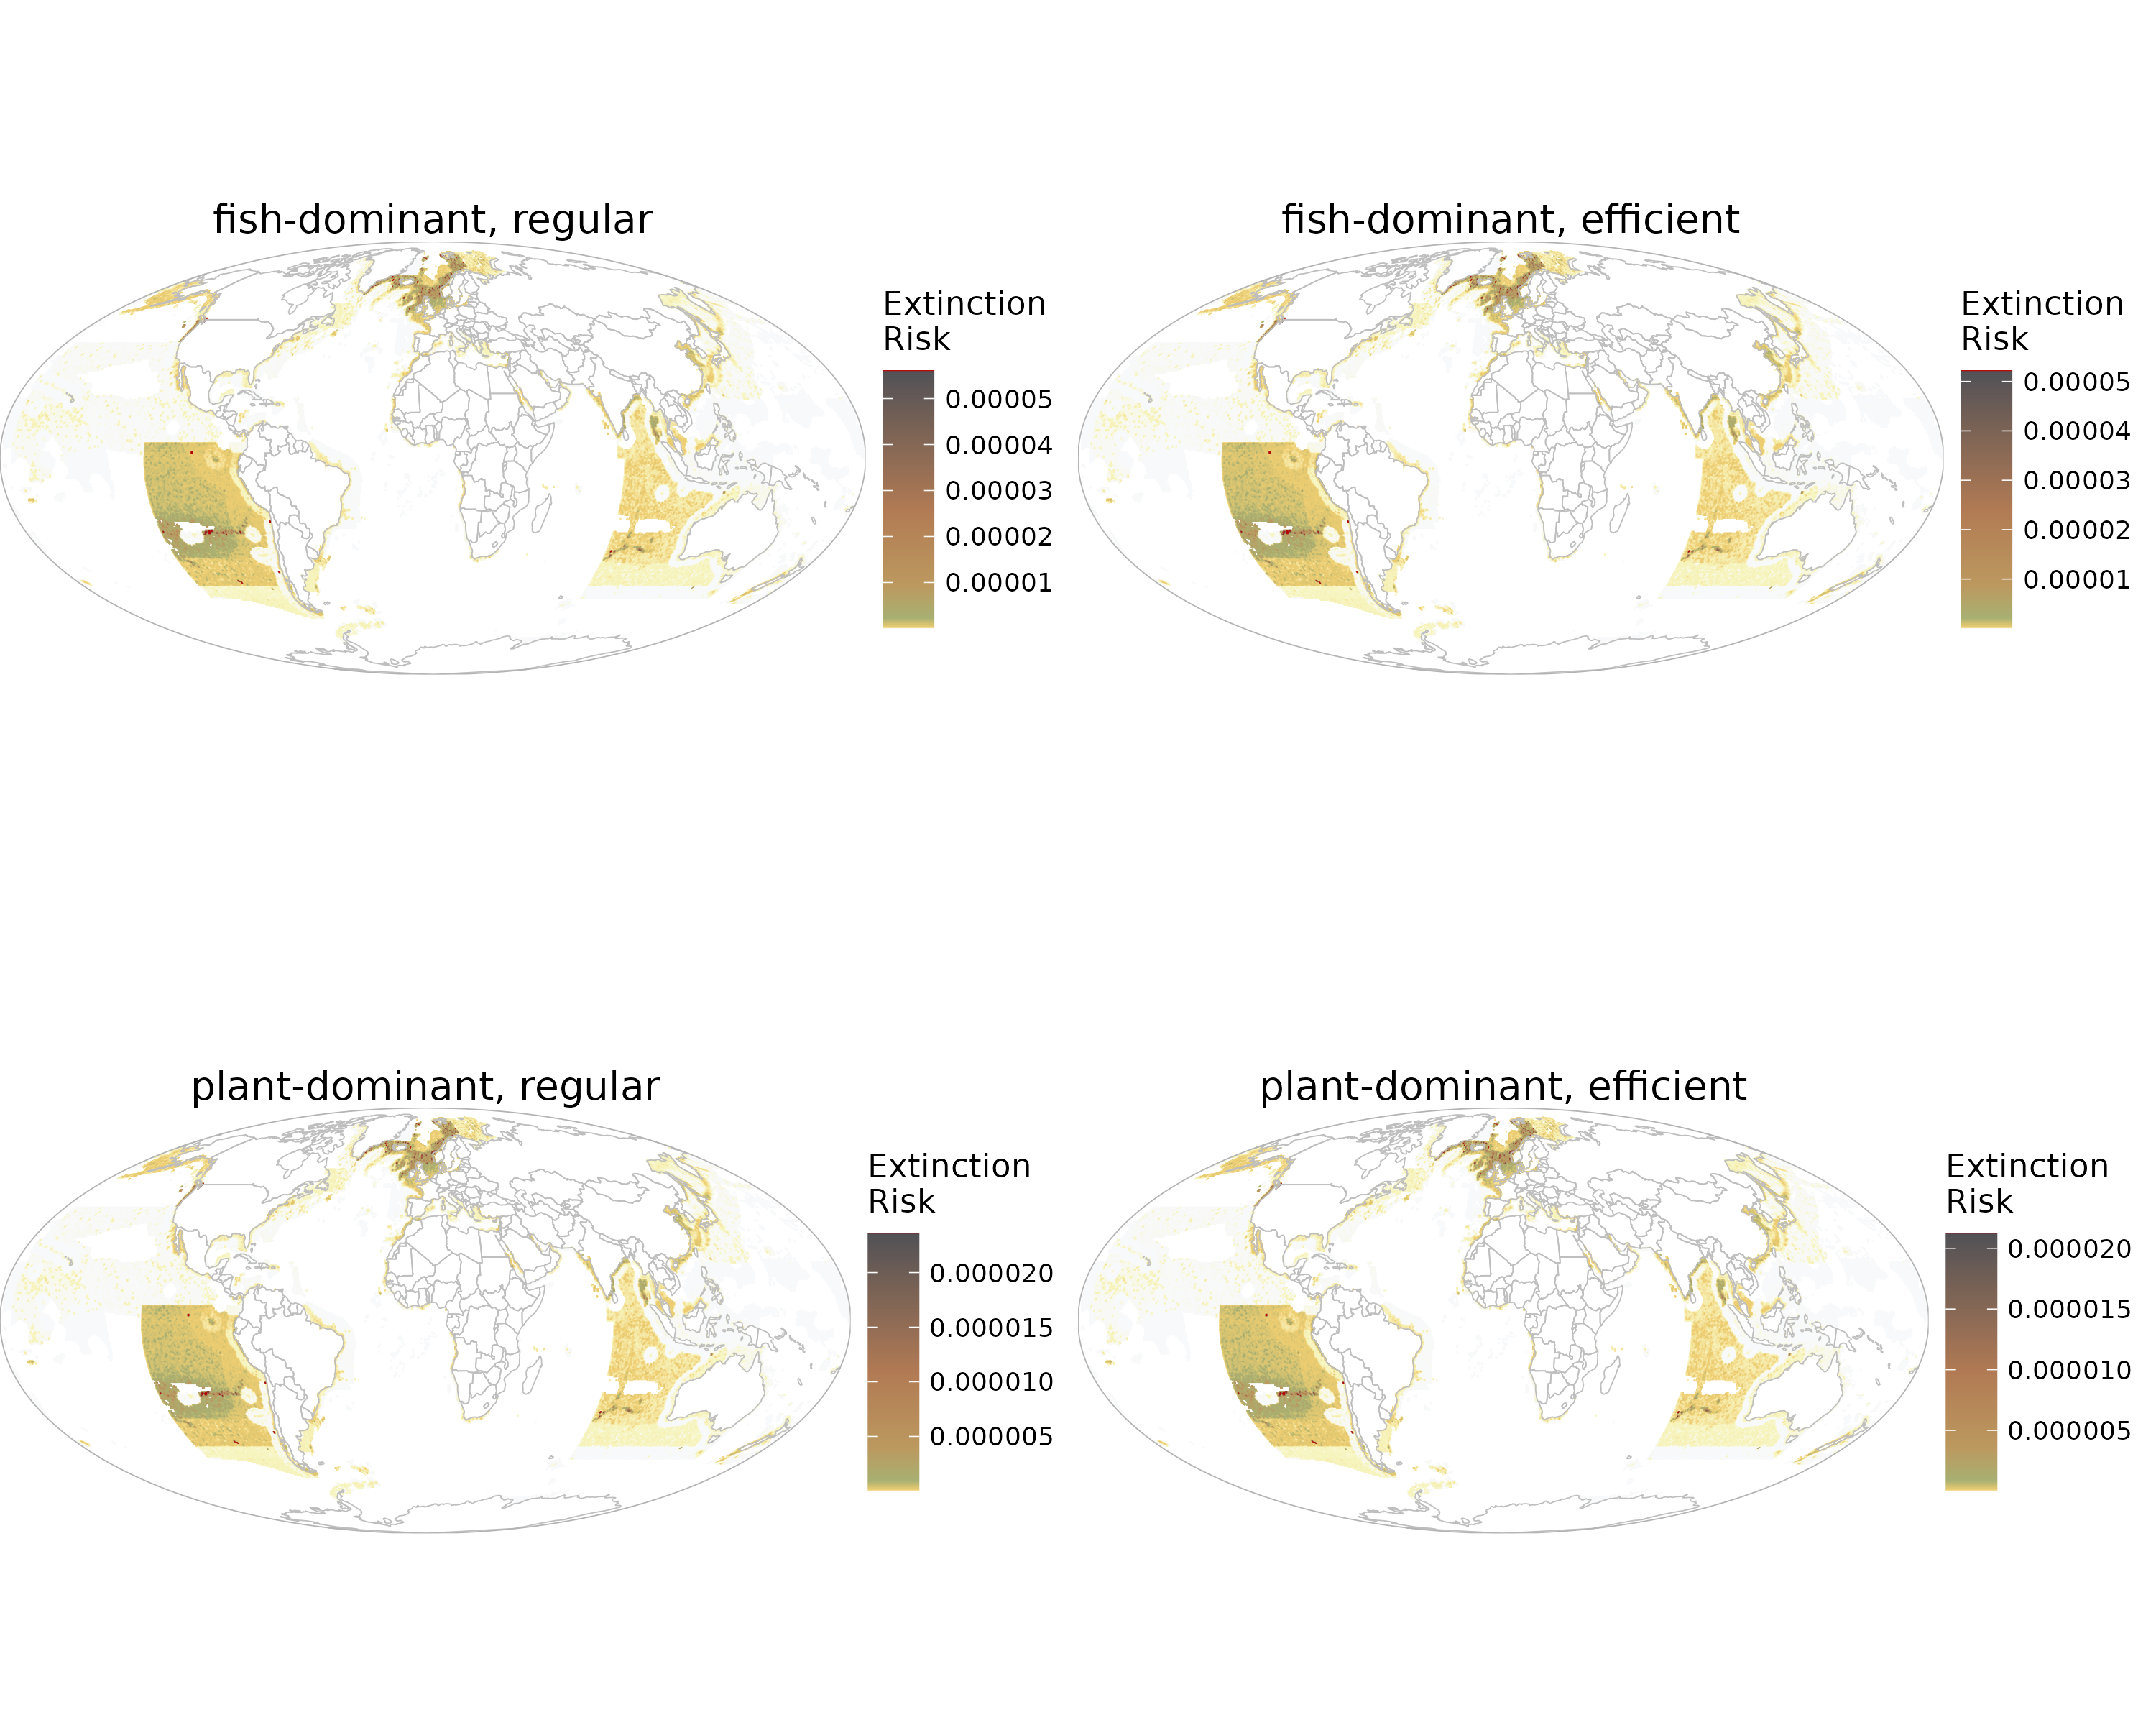 fish-dominant, regular
Extinction
Risk
0.00005
0.00004
0.00003
0.00002
0.00001
fish-dominant, efficient
Extinction
Risk
0.00005
0.00004
0.00003
0.00002
0.00001
plant-dominant, regular
Extinction
Risk
0.000020
0.000015
0.000010
0.000005
plant-dominant, efficient
Extinction
Risk
0.000020
0.000015
0.000010
0.000005